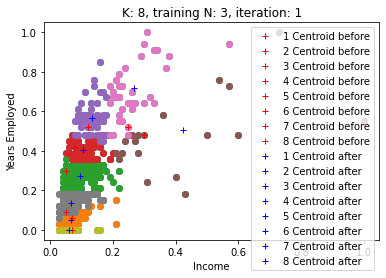 K: 8, training N: 3, iteration: 1
1.0
0.8
0.6
0.4
0.2
0.0
Years Employed
0.0
0.2
0.4
0.6
0.8
1.0
Income
1 Centroid before
2 Centroid before
3 Centroid before
4 Centroid before
5 Centroid before
6 Centroid before
7 Centroid before
8 Centroid before
1 Centroid after
2 Centroid after
3 Centroid after
4 Centroid after
5 Centroid after
6 Centroid after
7 Centroid after
8 Centroid after